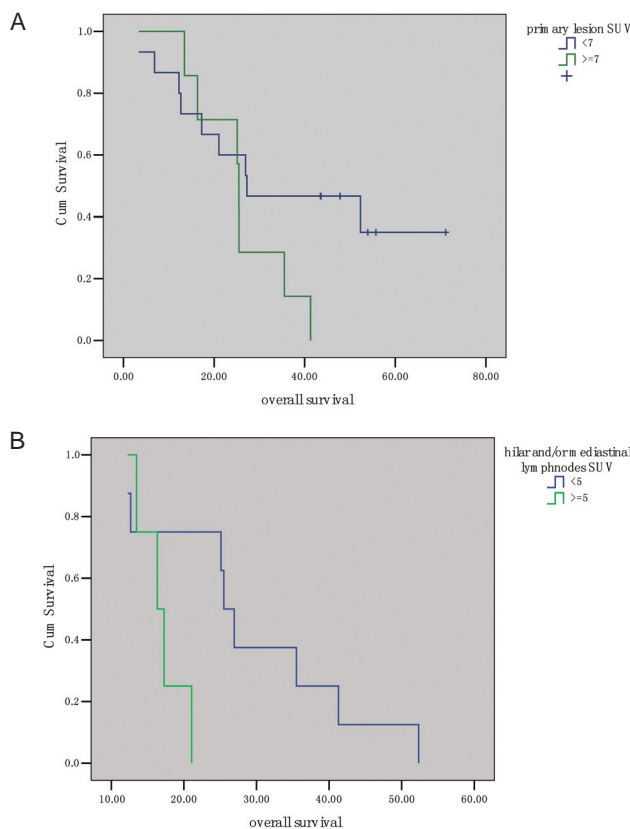 A
primary lesion SUV
<7
>=7
1.0
0.8
0.6
0.4
0.2
0.0
Cum Survival
0.00 20.00 40.00 60.00 80.00
overall survival
B
hilar and/or mediastinal
lymphnodes SUV
<5
>=5
1.0
0.8
0.6
0.4
0.2
0.0
Cum Survival
10.00 20.00 30.00 40.00 50.00 60.00
overall survival